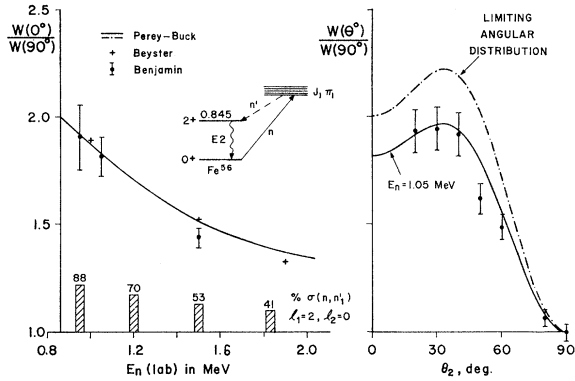 2.5
W(0°)
W(90°)
2.0
1.5
1.0
Perey-Buck
+ Beyster
Benjamin
J₁ π₁
2+ 0.845
n'
E2
n
0+
Fe⁵⁶
88
70
53
41
% σ(n,n'₁)
ℓ₁=2, ℓ₂=0
0.8
1.2
1.6
2.0
Eₙ(lab) in MeV
W(θ°)
W(90°)
LIMITING
ANGULAR
DISTRIBUTION
Eₙ=1.05 MeV
0
30
60
90
θ₂, deg.